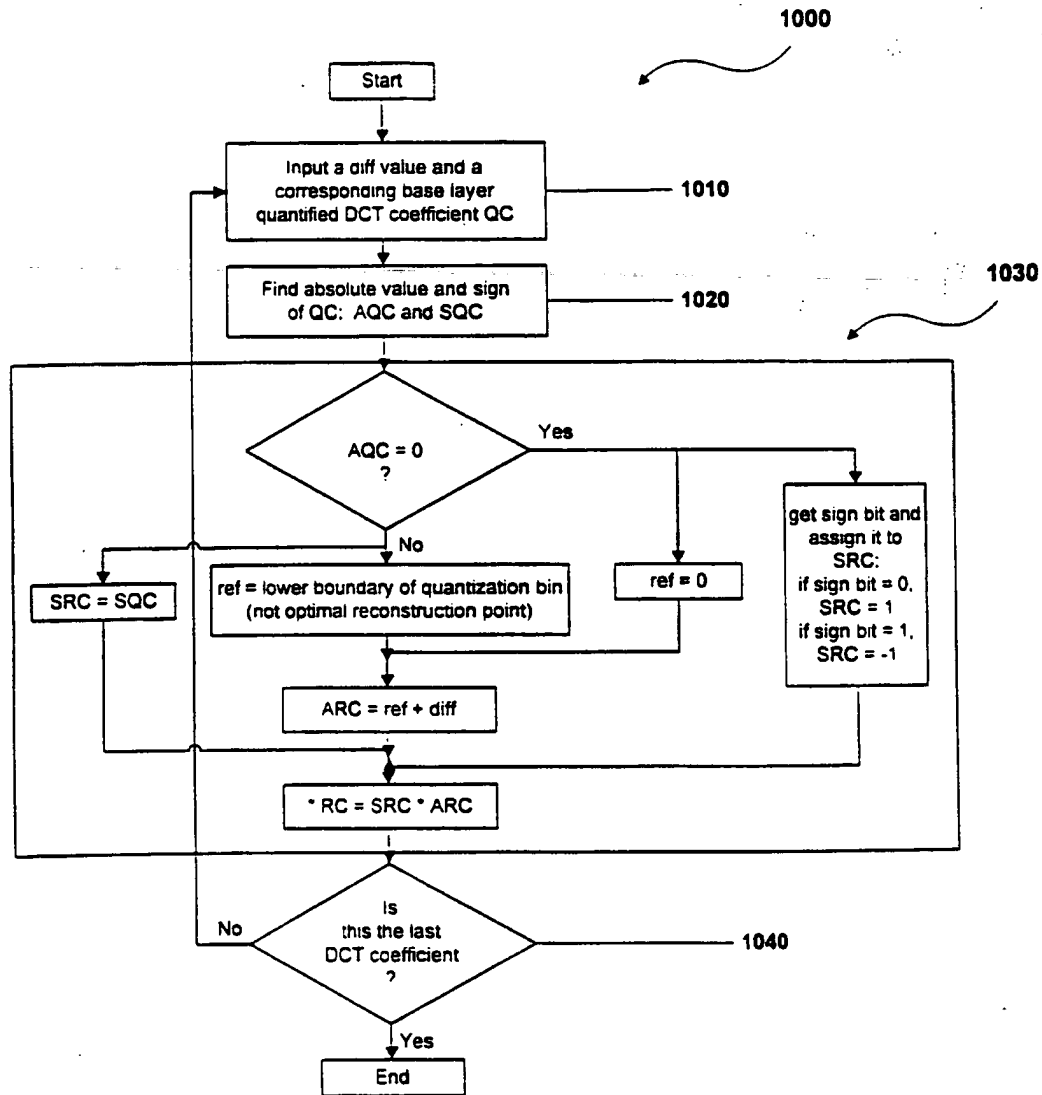 1000
Start
Input a diff value and a
corresponding base layer
quantified DCT coefficient QC
1010
Find absolute value and sign
of QC: AQC and SQC
1020
1030
AQC = 0
?
Yes
No
SRC = SQC
ref = lower boundary of quantization bin
(not optimal reconstruction point)
ref = 0
get sign bit and
assign it to
SRC:
if sign bit = 0,
SRC = 1
if sign bit = 1,
SRC = -1
ARC = ref + diff
* RC = SRC * ARC
Is
this the last
DCT coefficient
?
No
1040
Yes
End